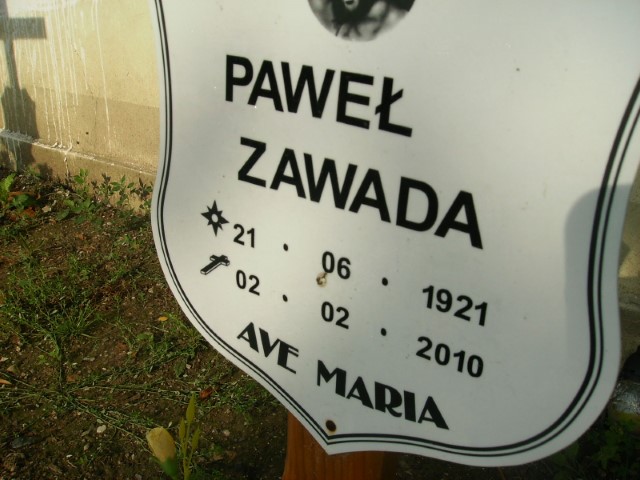 PAWEŁ
ZAWADA
21 . 06 . 1921
02 . 02 . 2010
AVE MARIA